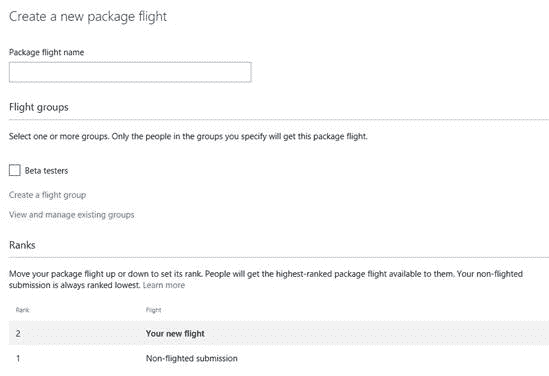 Create a new package flight
Package flight name
Flight groups
Select one or more groups. Only the people in the groups you specify will get this package flight.
Beta testers
Create a flight group
View and manage existing groups
Ranks
Move your package flight up or down to set its rank. People will get the highest-ranked package flight available to them. Your non-flighted
submission is always ranked lowest. Learn more
Rank Flight
2 Your new flight
1 Non-flighted submission